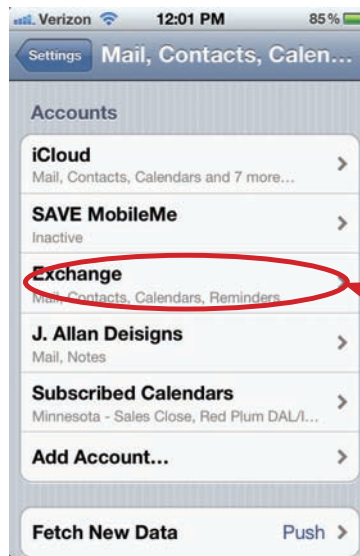 Verizon 12:01 PM 85%
Settings Mail, Contacts, Calen...
Accounts
iCloud
Mail, Contacts, Calendars and 7 more...
SAVE MobileMe
Inactive
Exchange
Mail, Contacts, Calendars, Reminders
J. Allan Deisigns
Mail, Notes
Subscribed Calendars
Minnesota - Sales Close, Red Plum DAL/I...
Add Account...
Fetch New Data Push